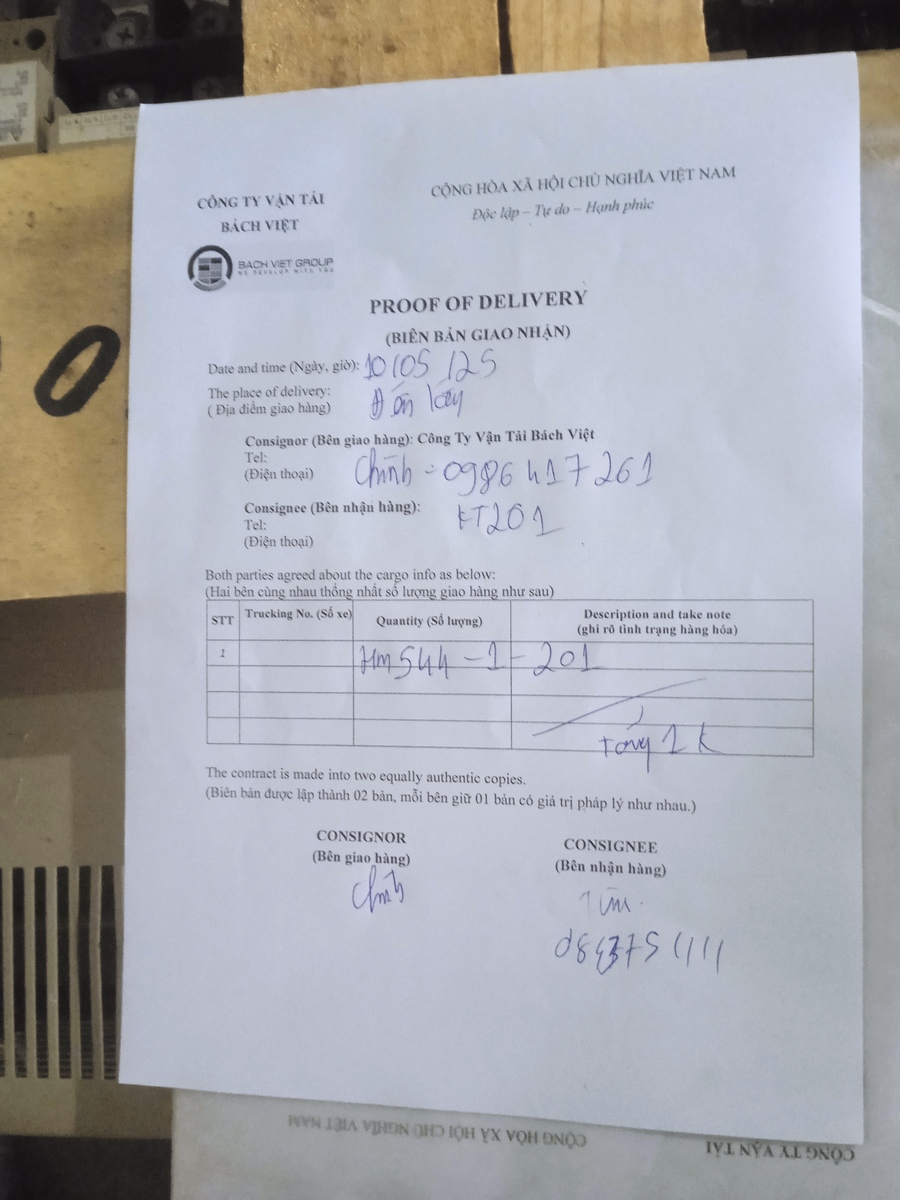 CÔNG TY VẬN TẢI
BÁCH VIỆT
BACH VIET GROUP
WE DEVELOP WITH YOU
CỘNG HÒA XÃ HỘI CHỦ NGHĨA VIỆT NAM
Độc lập – Tự do – Hạnh phúc
PROOF OF DELIVERY
(BIÊN BẢN GIAO NHẬN)
Date and time (Ngày, giờ): 10/05/25
The place of delivery:
( Địa điểm giao hàng)
Consignor (Bên giao hàng): Công Ty Vận Tải Bách Việt
Tel:
(Điện thoại) Chính - 0986 417 261
Consignee (Bên nhận hàng): KT201
Tel:
(Điện thoại)
Both parties agreed about the cargo info as below:
(Hai bên cùng nhau thống nhất số lượng giao hàng như sau)
STT Trucking No. (Số xe) Quantity (Số lượng) Description and take note
(ghi rõ tình trạng hàng hóa)
1 HM544 - 1 - 201
1 K
The contract is made into two equally authentic copies.
(Biên bản được lập thành 02 bản, mỗi bên giữ 01 bản có giá trị pháp lý như nhau.)
CONSIGNOR CONSIGNEE
(Bên giao hàng) (Bên nhận hàng)
Chính
CỘNG HÒA XÃ HỘI CHỦ NGHĨA VIỆT NAM
CÔNG TY VẬN TẢI